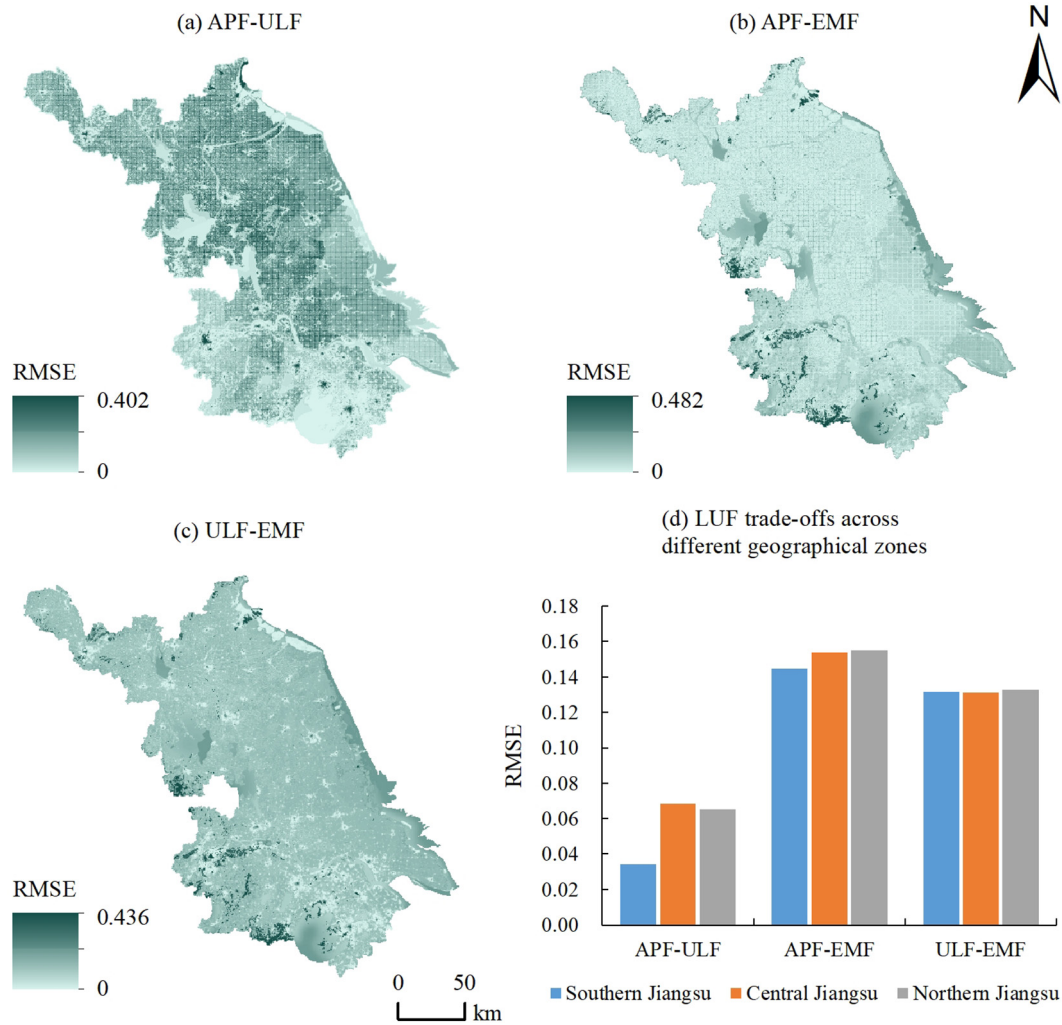 (a) APF-ULF
(b) APF-EMF
N
RMSE
0.402
0
RMSE
0.482
0
(c) ULF-EMF
RMSE
0.436
0
0 50
km
(d) LUF trade-offs across
different geographical zones
RMSE
0.18
0.16
0.14
0.12
0.10
0.08
0.06
0.04
0.02
0.00
APF-ULF APF-EMF ULF-EMF
Southern Jiangsu Central Jiangsu Northern Jiangsu